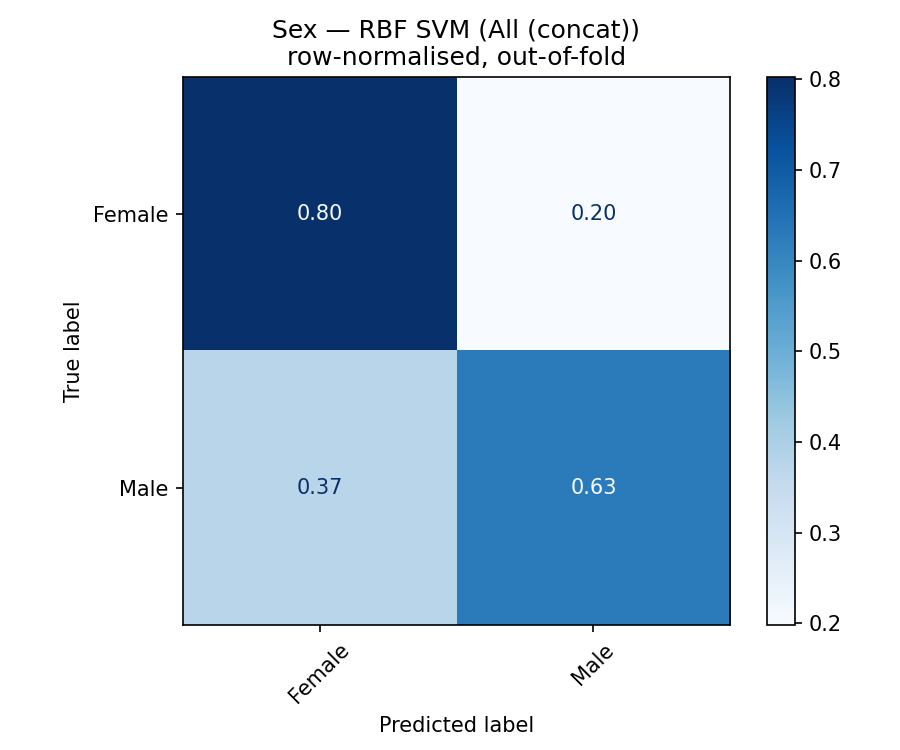 Sex — RBF SVM (All (concat))
row-normalised, out-of-fold
True label
Female
0.80
0.20
Male
0.37
0.63
Female
Male
Predicted label
0.8
0.7
0.6
0.5
0.4
0.3
0.2